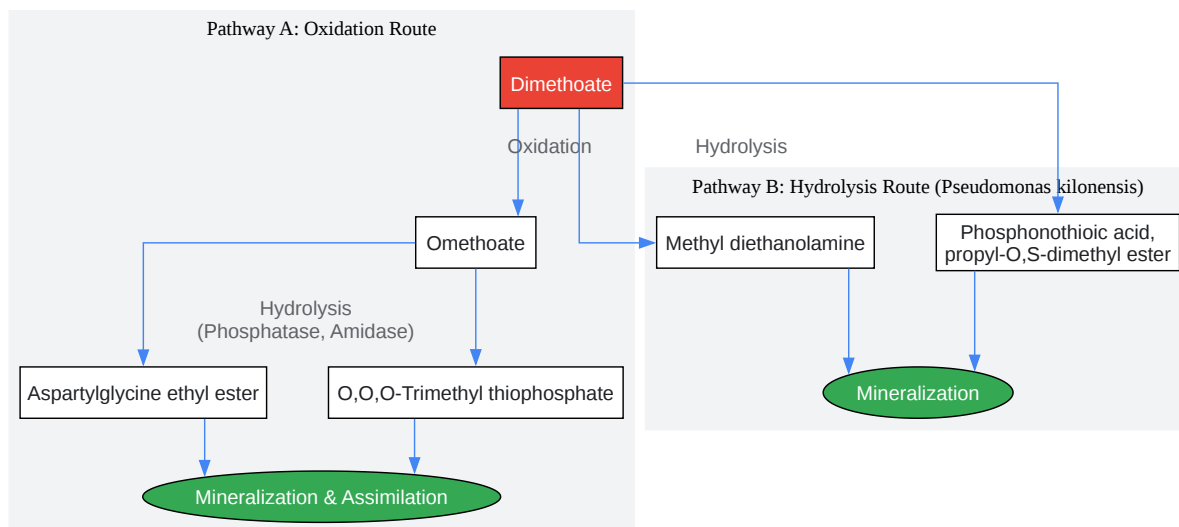 Pathway A: Oxidation Route
Dimethoate
Oxidation
Hydrolysis
Pathway B: Hydrolysis Route (Pseudomonas kilonensis)
Omethoate
Methyl diethanolamine
Phosphonothioic acid,
propyl-O,S-dimethyl ester
Hydrolysis
(Phosphatase, Amidase)
Aspartylglycine ethyl ester
O,O,O-Trimethyl thiophosphate
Mineralization
Mineralization & Assimilation